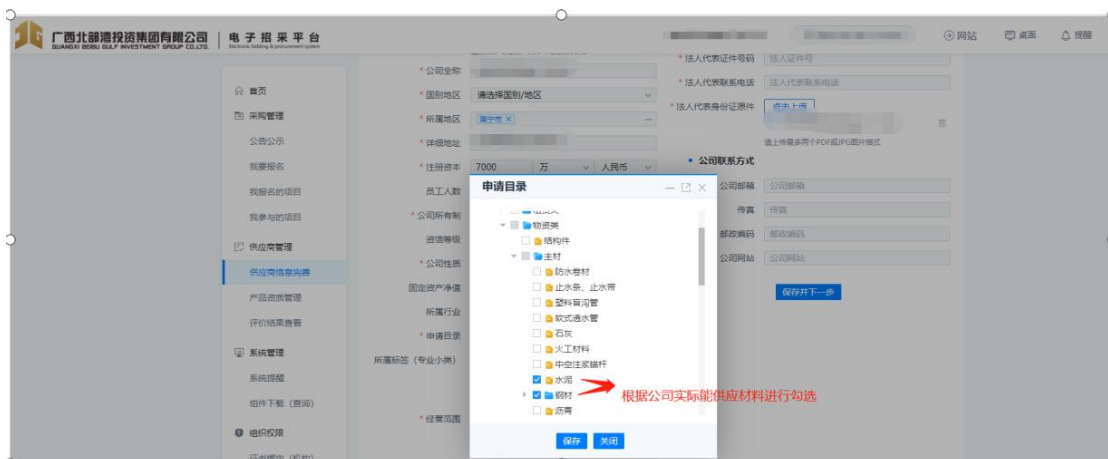 广西北部湾投资集团有限公司 电子招采平台
GUANGXI BEIBU GULF INVESTMENT GROUP CO.,LTD. Electronic bidding & procurement system
网站 桌面 提醒
首页
采购管理
公告公示
我要报名
我报名的项目
我参与的项目
供应商管理
供应商信息完善
产品资质管理
评价结果查看
系统管理
系统提醒
组件下载（查询）
组织权限
* 公司全称
* 国别地区 请选择国别/地区
* 所属地区 南宁市 ×
* 详细地址
* 注册资本 7000 万 人民币
员工人数
* 公司所有制
资信等级
* 公司性质
固定资产净值
所属行业
* 申请目录
所属标签（专业小类）
* 经营范围
* 法人代表证件号码 法人证件号
* 法人代表联系电话 法人代表联系电话
* 法人代表身份证原件 点击上传
请上传最多两个PDF或JPG图片格式
公司联系方式
公司邮箱 公司邮箱
传真 传真
邮政编码 邮政编码
公司网站 公司网站
保存并下一步
申请目录
物资类
结构件
主材
防水卷材
止水条、止水带
塑料盲沟管
软式透水管
石灰
火工材料
中空注浆锚杆
水泥
钢材
沥青
根据公司实际能供应材料进行勾选
保存 关闭